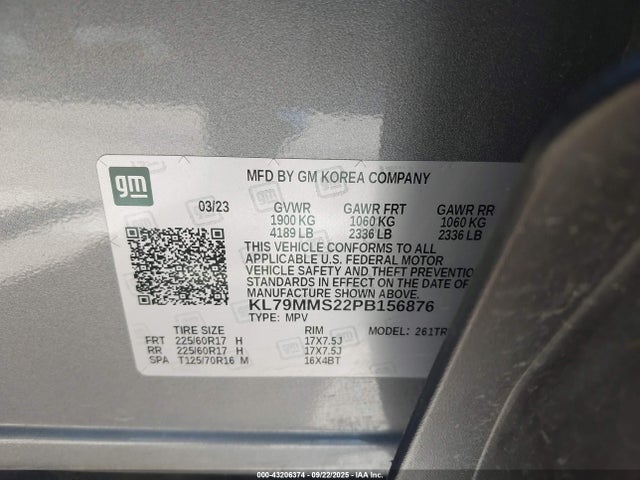 gm
MFD BY GM KOREA COMPANY
03/23 GVWR GAWR FRT GAWR RR
1900 KG 1060 KG 1060 KG
4189 LB 2336 LB 2336 LB
THIS VEHICLE CONFORMS TO ALL
APPLICABLE U.S. FEDERAL MOTOR
VEHICLE SAFETY AND THEFT PREVENTION
STANDARDS IN EFFECT ON THE DATE OF
MANUFACTURE SHOWN ABOVE.
KL79MMS22PB156876
TYPE: MPV MODEL: 261TR
TIRE SIZE RIM
FRT 225/60R17 H 17X7.5J
RR 225/60R17 H 17X7.5J
SPA T125/70R16 M 16X4BT
000-43206374 - 09/22/2025 - IAAI.COM